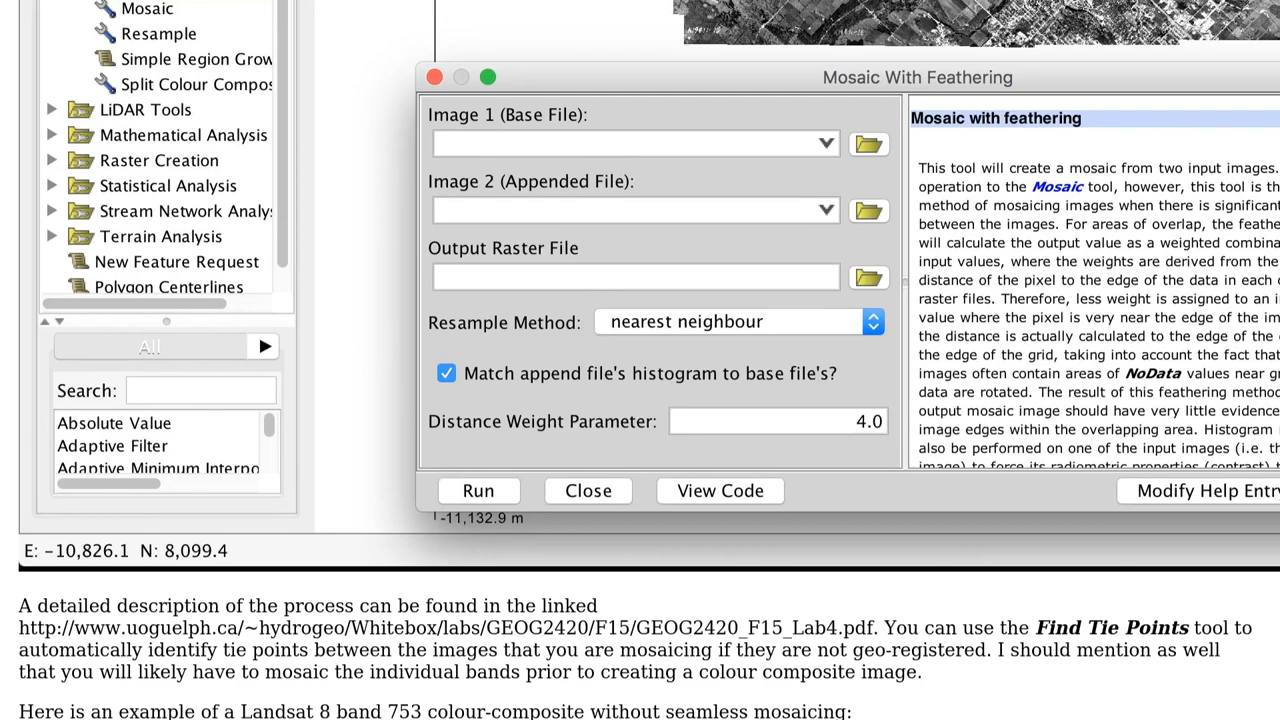 Mosaic
Resample
Simple Region Grow
Split Colour Compos
LiDAR Tools
Mathematical Analysis
Raster Creation
Statistical Analysis
Stream Network Analy
Terrain Analysis
New Feature Request
Polygon Centerlines
All
Search:
Absolute Value
Adaptive Filter
Adaptive Minimum Interpo
E: -10,826.1 N: 8,099.4
Mosaic With Feathering
Image 1 (Base File):
Image 2 (Appended File):
Output Raster File
Resample Method: nearest neighbour
Match append file's histogram to base file's?
Distance Weight Parameter: 4.0
Run Close View Code Modify Help Entr
-11,132.9 m
Mosaic with feathering
This tool will create a mosaic from two input images.
operation to the Mosaic tool, however, this tool is th
method of mosaicing images when there is significant
between the images. For areas of overlap, the feathe
will calculate the output value as a weighted combina
input values, where the weights are derived from the
distance of the pixel to the edge of the data in each
raster files. Therefore, less weight is assigned to an i
value where the pixel is very near the edge of the im
the distance is actually calculated to the edge of the
the edge of the grid, taking into account the fact that
images often contain areas of NoData values near gr
data are rotated. The result of this feathering method
output mosaic image should have very little evidence
image edges within the overlapping area. Histogram
also be performed on one of the input images (i.e. th
image) to force its radiometric properties (contrast) t
A detailed description of the process can be found in the linked
http://www.uoguelph.ca/~hydrogeo/Whitebox/labs/GEOG2420/F15/GEOG2420_F15_Lab4.pdf. You can use the Find Tie Points tool to
automatically identify tie points between the images that you are mosaicing if they are not geo-registered. I should mention as well
that you will likely have to mosaic the individual bands prior to creating a colour composite image.
Here is an example of a Landsat 8 band 753 colour-composite without seamless mosaicing: